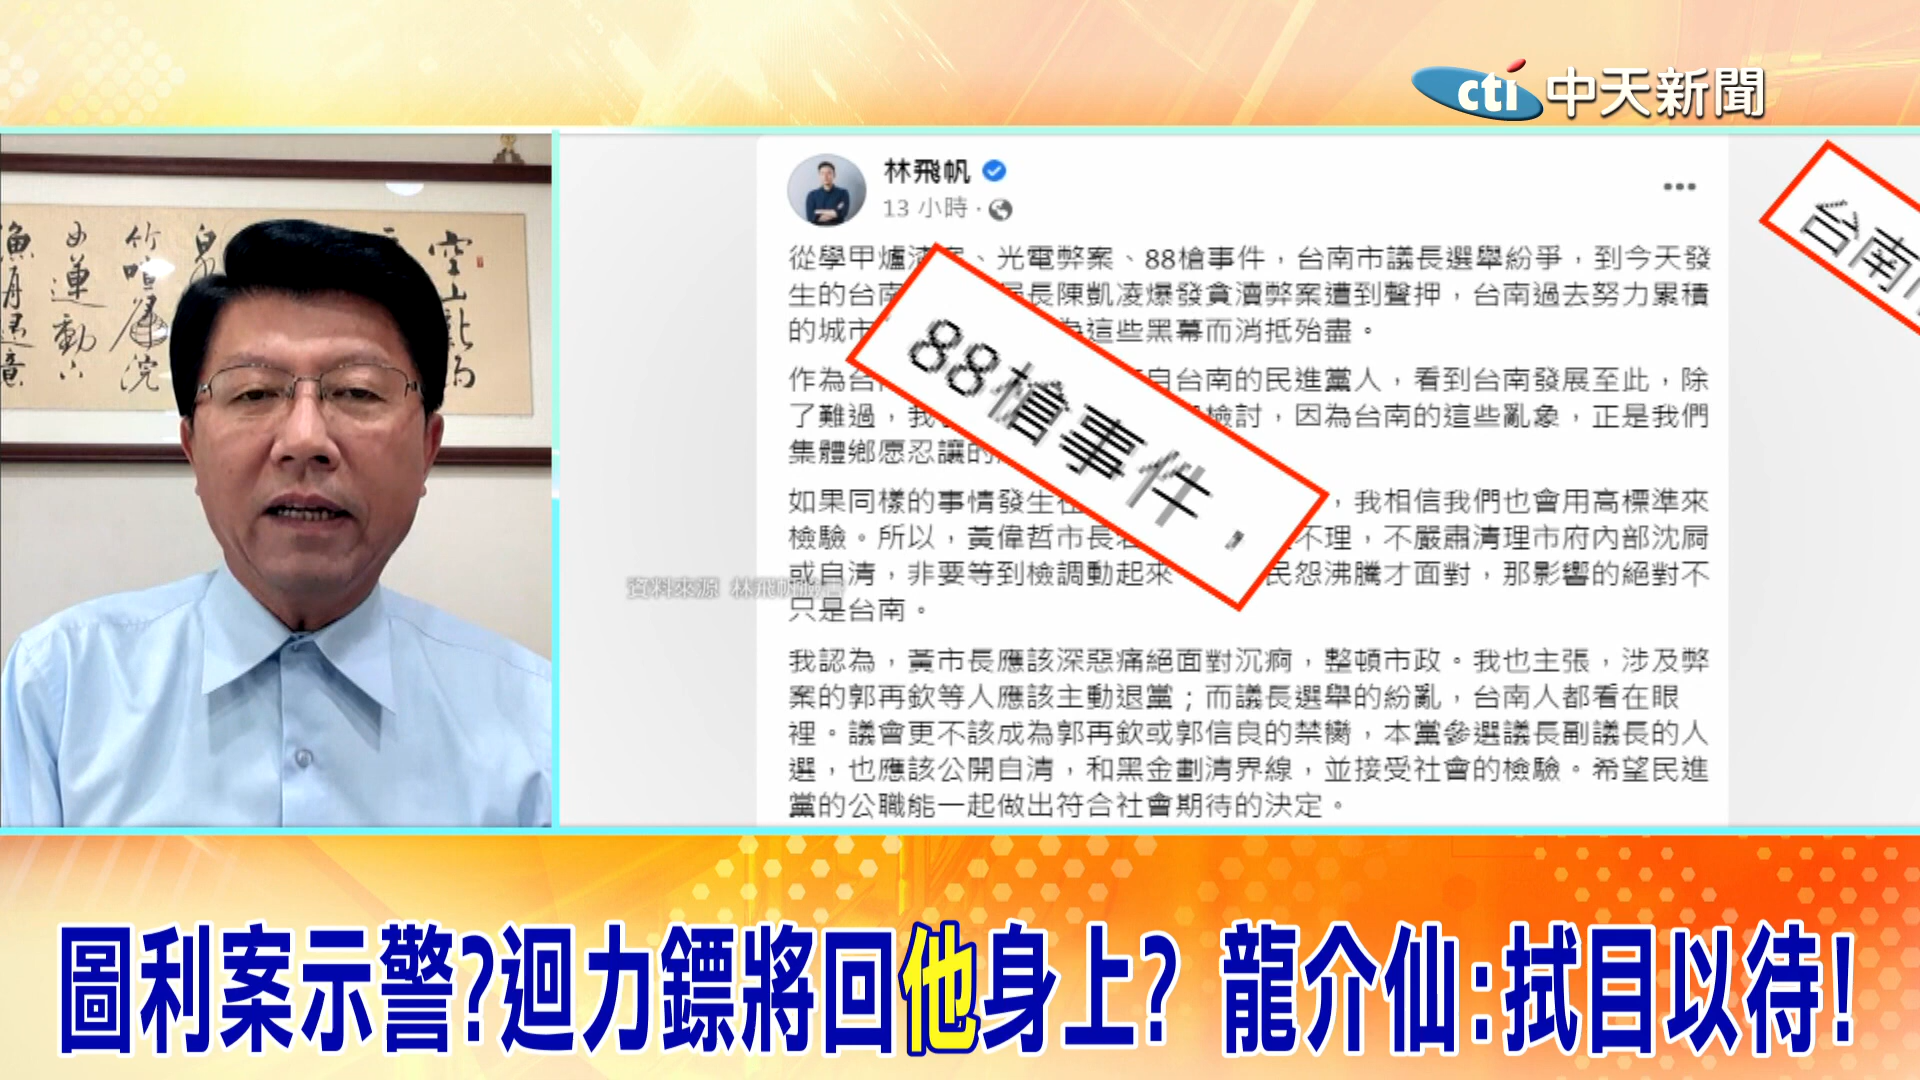 cti 中天新聞
林飛帆
13 小時
從學甲爐渣案、光電弊案、88槍事件，台南市議長選舉紛爭，到今天發
生的台南 長陳凱凌爆發貪瀆弊案遭到聲押，台南過去努力累積
的城市 這些黑幕而消抵殆盡。
作為台 自台南的民進黨人，看到台南發展至此，除
了難過，我 檢討，因為台南的這些亂象，正是我們
集體鄉愿忍讓的
如果同樣的事情發生在 ，我相信我們也會用高標準來
檢驗。所以，黃偉哲市長若 不理，不嚴肅清理市府內部沈屙
或自清，非要等到檢調動起來 民怨沸騰才面對，那影響的絕對不
只是台南。
我認為，黃市長應該深惡痛絕面對沉痾，整頓市政。我也主張，涉及弊
案的郭再欽等人應該主動退黨；而議長選舉的紛亂，台南人都看在眼
裡。議會更不該成為郭再欽或郭信良的禁臠，本黨參選議長副議長的人
選，也應該公開自清，和黑金劃清界線，並接受社會的檢驗。希望民進
黨的公職能一起做出符合社會期待的決定。
88槍事件，
台南
資料來源 林飛帆臉書
圖利案示警?迴力鏢將回他身上? 龍介仙:拭目以待!